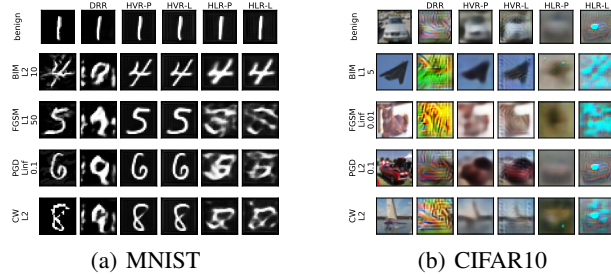 DRR HVR-P HVR-L HLR-P HLR-L
benign
BIM L2 10
FGSM L1 50
PGD Linf 0.1
CW L2
(a) MNIST
DRR HVR-P HVR-L HLR-P HLR-L
benign
BIM L1 5
FGSM Linf 0.01
PGD L2 0.1
CW L2
(b) CIFAR10